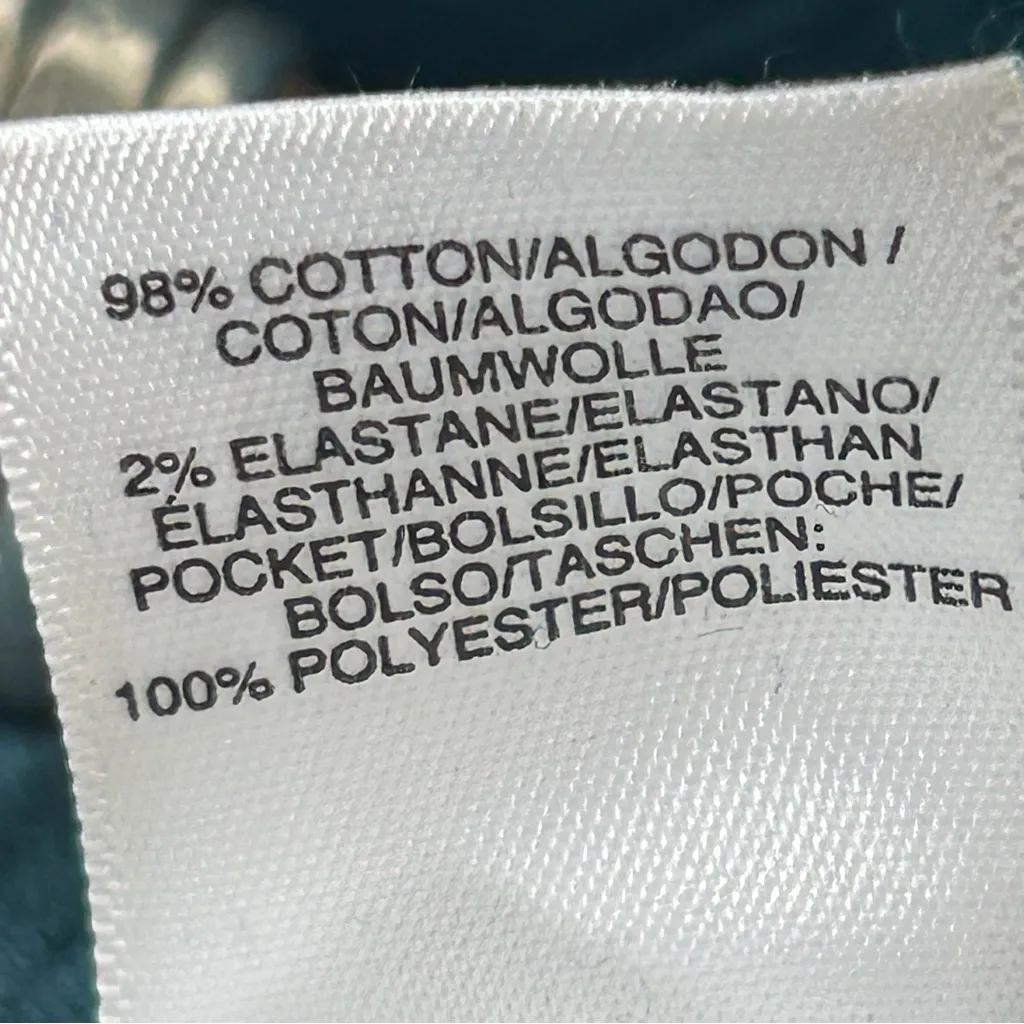 98% COTTON/ALGODON /
COTON/ALGODAO/
BAUMWOLLE
2% ELASTANE/ELASTANO/
ÉLASTHANNE/ELASTHAN
POCKET/BOLSILLO/POCHE/
BOLSO/TASCHEN:
100% POLYESTER/POLIESTER